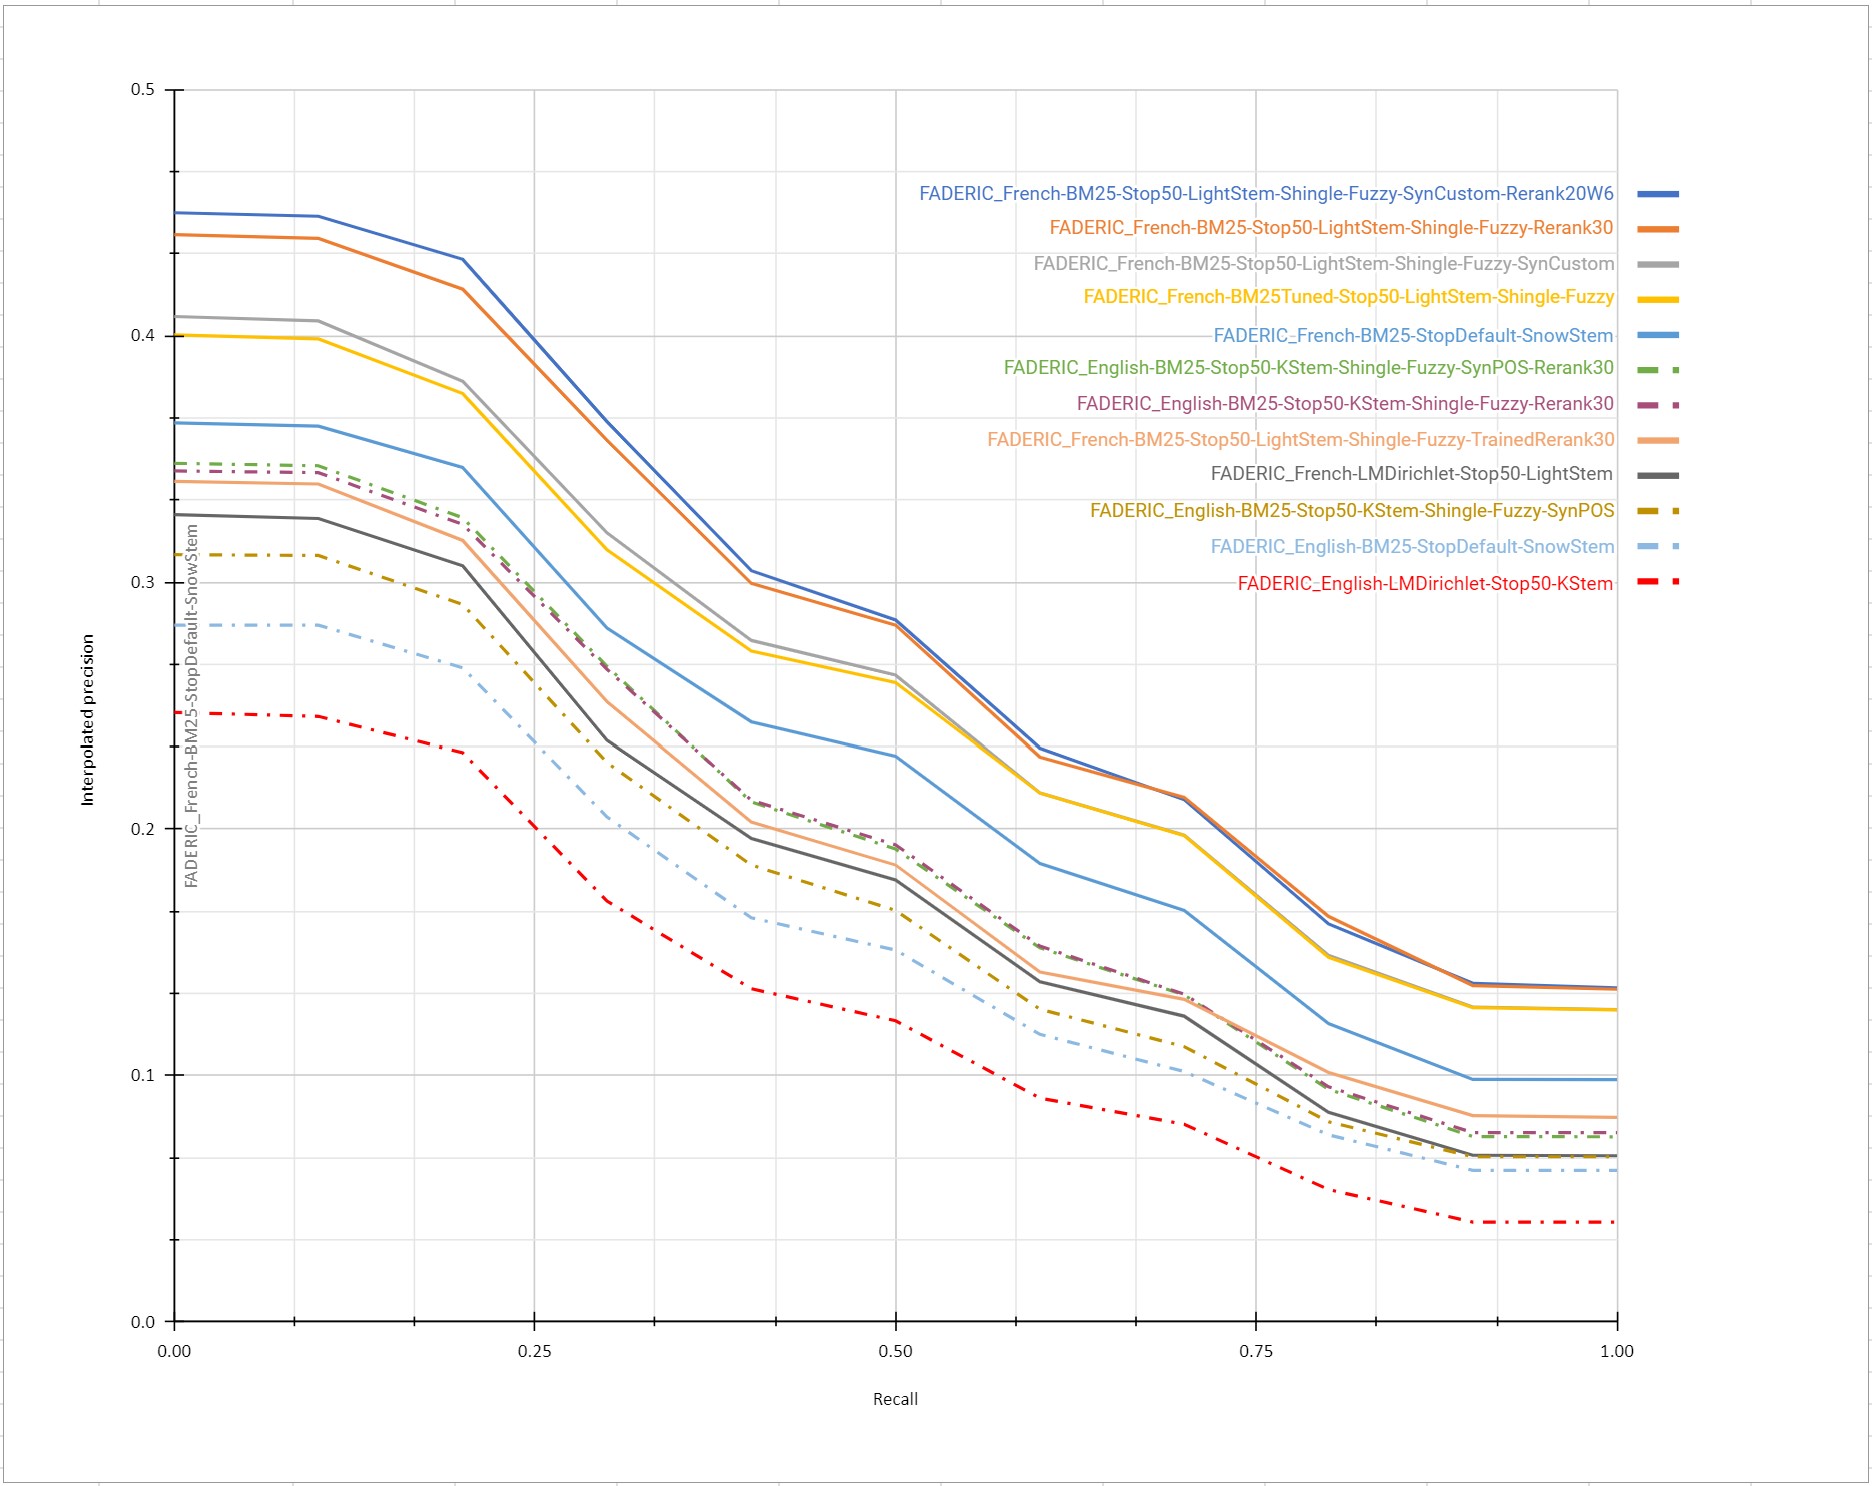 0.5
0.4
0.3
0.2
0.1
0.0
Interpolated precision
FADERIC_French-BM25-StopDefault-SnowStem
FADERIC_French-BM25-Stop50-LightStem-Shingle-Fuzzy-SynCustom-Rerank20W6
FADERIC_French-BM25-Stop50-LightStem-Shingle-Fuzzy-Rerank30
FADERIC_French-BM25-Stop50-LightStem-Shingle-Fuzzy-SynCustom
FADERIC_French-BM25Tuned-Stop50-LightStem-Shingle-Fuzzy
FADERIC_French-BM25-StopDefault-SnowStem
FADERIC_English-BM25-Stop50-KStem-Shingle-Fuzzy-SynPOS-Rerank30
FADERIC_English-BM25-Stop50-KStem-Shingle-Fuzzy-Rerank30
FADERIC_French-BM25-Stop50-LightStem-Shingle-Fuzzy-TrainedRerank30
FADERIC_French-LMDirichlet-Stop50-LightStem
FADERIC_English-BM25-Stop50-KStem-Shingle-Fuzzy-SynPOS
FADERIC_English-BM25-StopDefault-SnowStem
FADERIC_English-LMDirichlet-Stop50-KStem
0.00
0.25
0.50
0.75
1.00
Recall